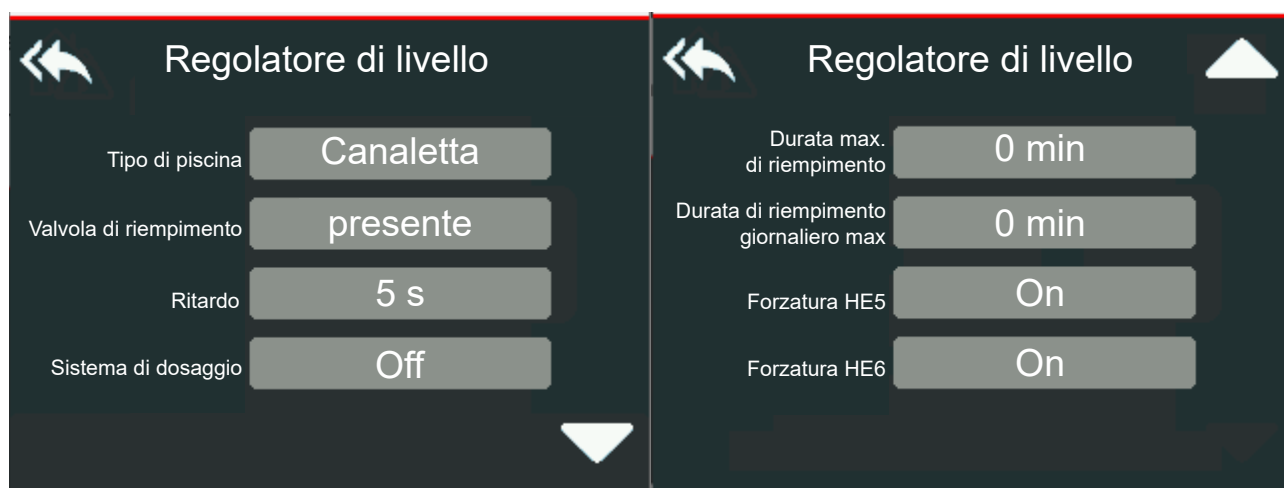 Regolatore di livello
Tipo di piscina
Canaletta
Valvola di riempimento
presente
Ritardo
5 s
Sistema di dosaggio
Off
Regolatore di livello
Durata max.
di riempimento
0 min
Durata di riempimento
giornaliero max
0 min
Forzatura HE5
On
Forzatura HE6
On